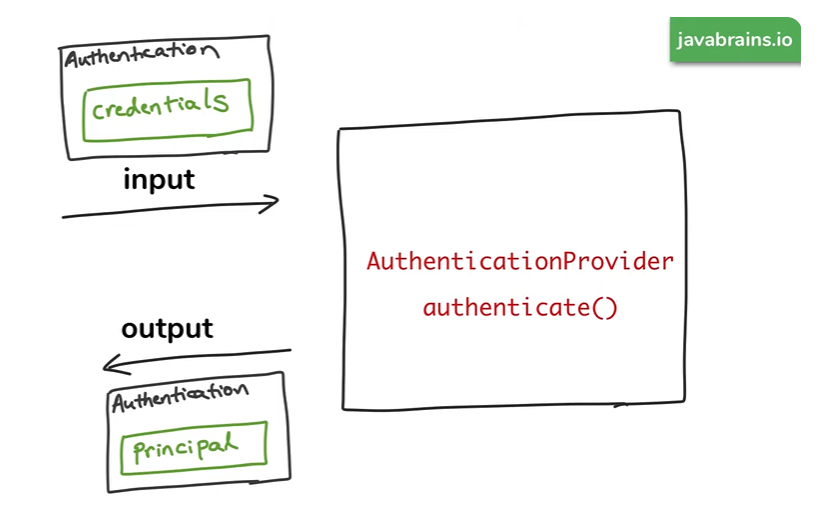 javabrains.io
Authentication
credentials
input
AuthenticationProvider
authenticate()
output
Authentication
principal